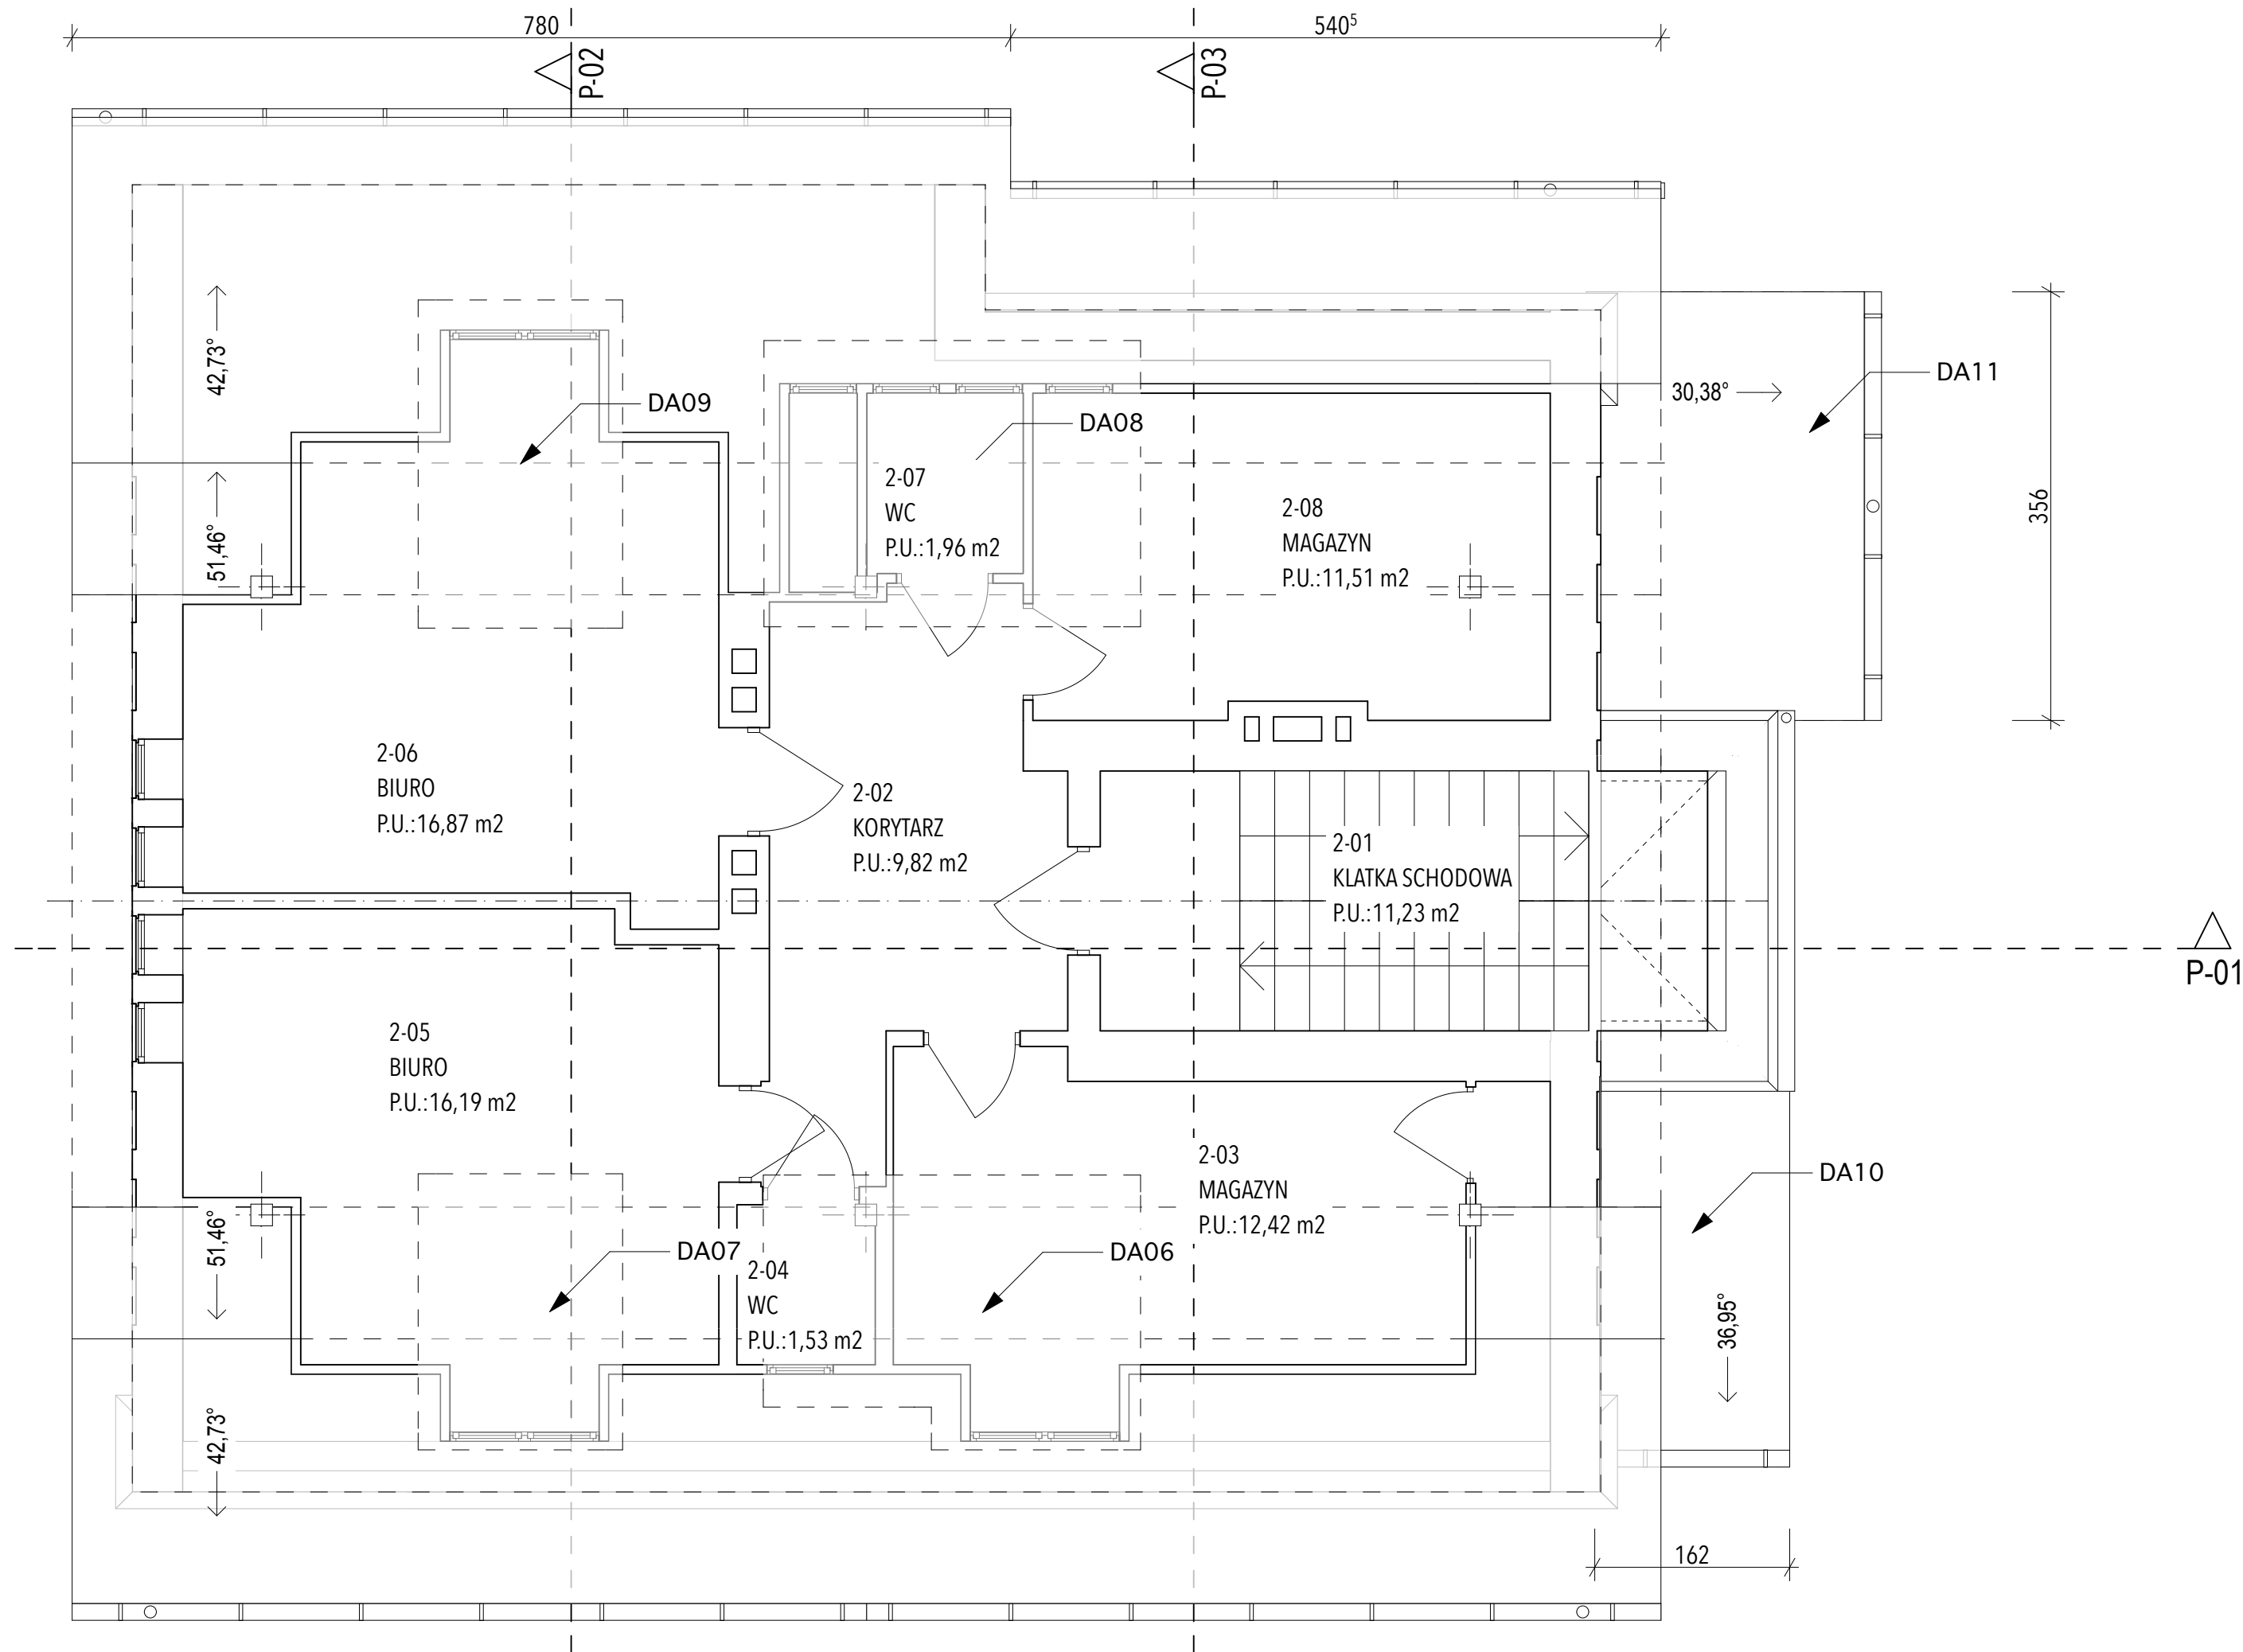 780
540⁵
P-02
P-03
42,73°
DA09
DA08
30,38°
DA11
2-07
WC
P.U.:1,96 m2
2-08
MAGAZYN
P.U.:11,51 m2
51,46°
356
2-06
BIURO
P.U.:16,87 m2
2-02
KORYTARZ
P.U.:9,82 m2
2-01
KLATKA SCHODOWA
P.U.:11,23 m2
P-01
2-05
BIURO
P.U.:16,19 m2
2-03
MAGAZYN
P.U.:12,42 m2
DA10
51,46°
DA07
DA06
2-04
WC
P.U.:1,53 m2
36,95°
42,73°
162